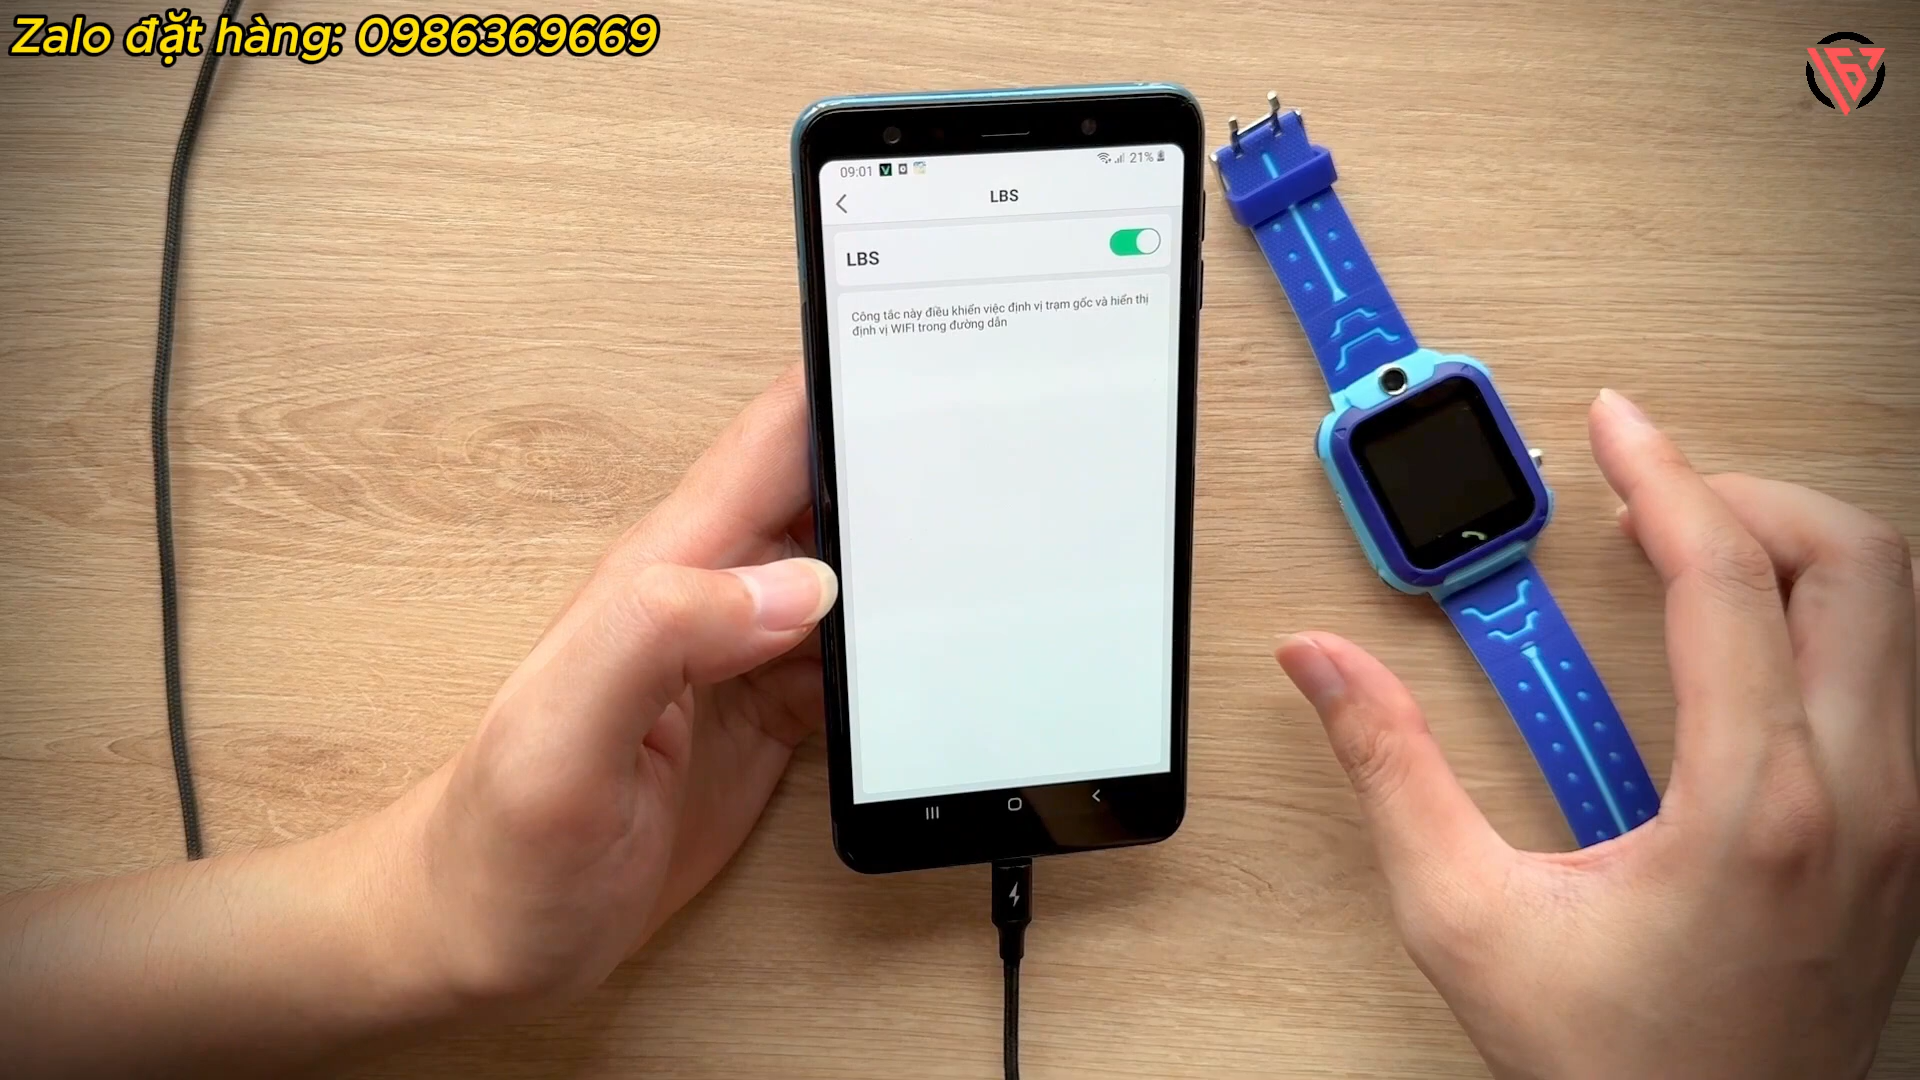 Zalo đặt hàng: 0986369669
09:01
21%
LBS
LBS
Công tắc này điều khiển việc định vị trạm gốc và hiển thị
định vị WIFI trong đường dẫn